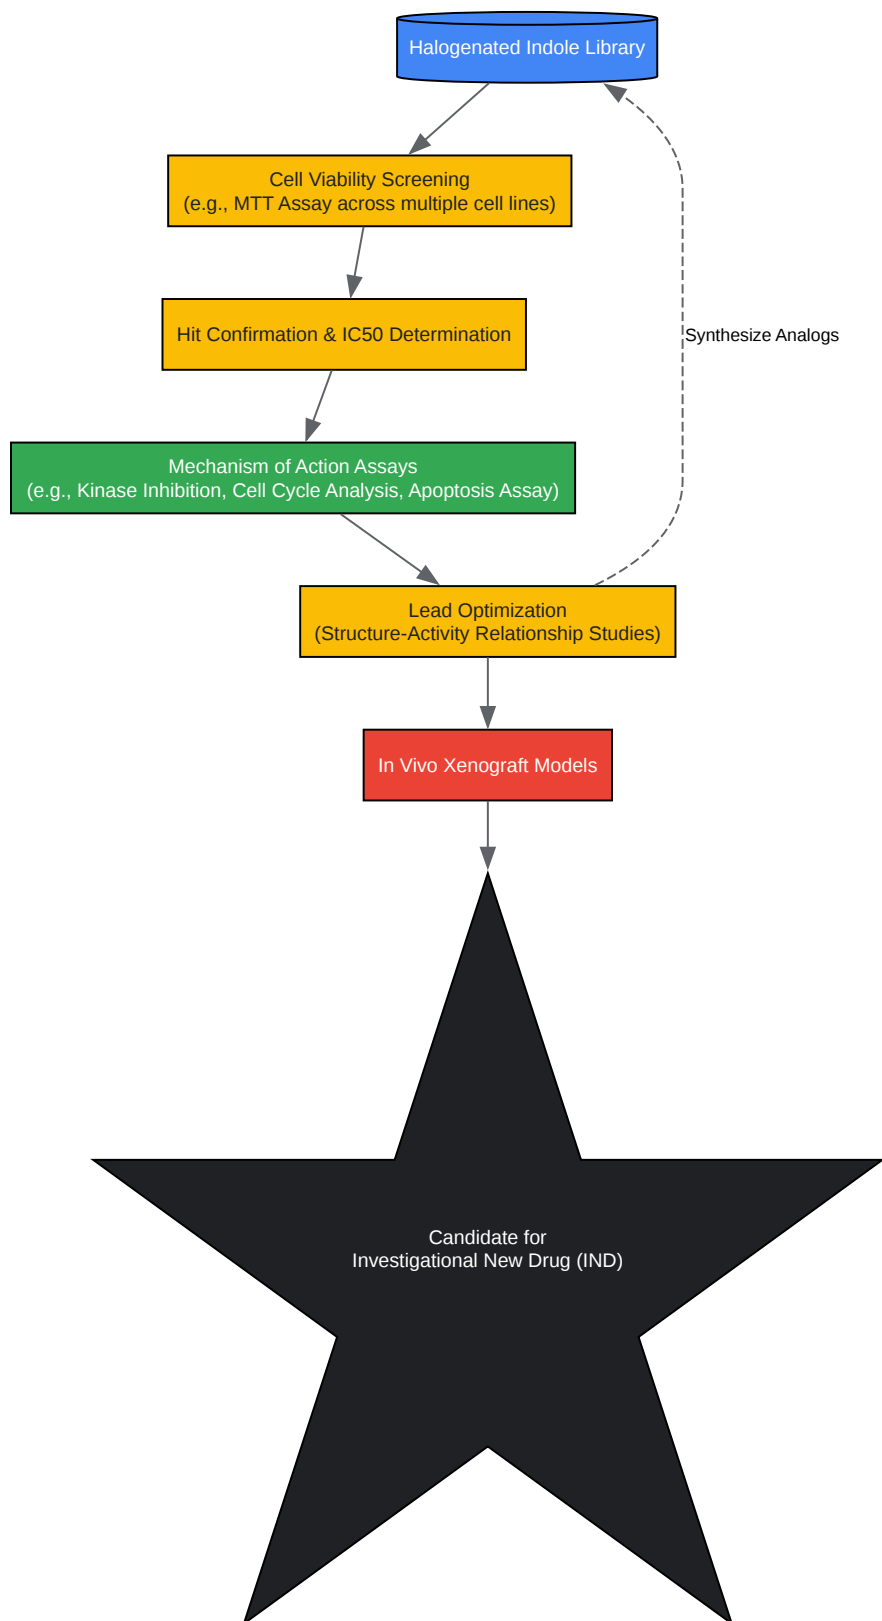 Halogenated Indole Library
Cell Viability Screening
(e.g., MTT Assay across multiple cell lines)
Hit Confirmation & IC50 Determination
Synthesize Analogs
Mechanism of Action Assays
(e.g., Kinase Inhibition, Cell Cycle Analysis, Apoptosis Assay)
Lead Optimization
(Structure-Activity Relationship Studies)
In Vivo Xenograft Models
Candidate for
Investigational New Drug (IND)